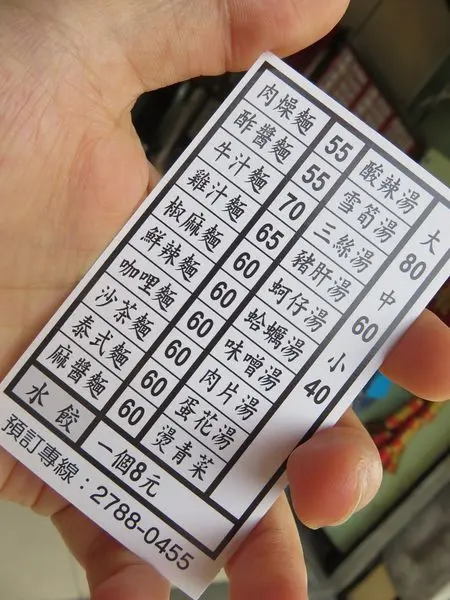 肉燥麵 55 酸辣湯 大
酢醬麵 55 雪筍湯 80
牛汁麵 70 三絲湯
雞汁麵 65 豬肝湯 中
椒麻麵 60 蚵仔湯 60
鮮辣麵 60 蛤蠣湯
咖哩麵 60 味噌湯 小
沙茶麵 60 肉片湯 40
泰式麵 60 蛋花湯
麻醬麵 60 燙青菜
水餃 一個8元
預訂專線：2788-0455